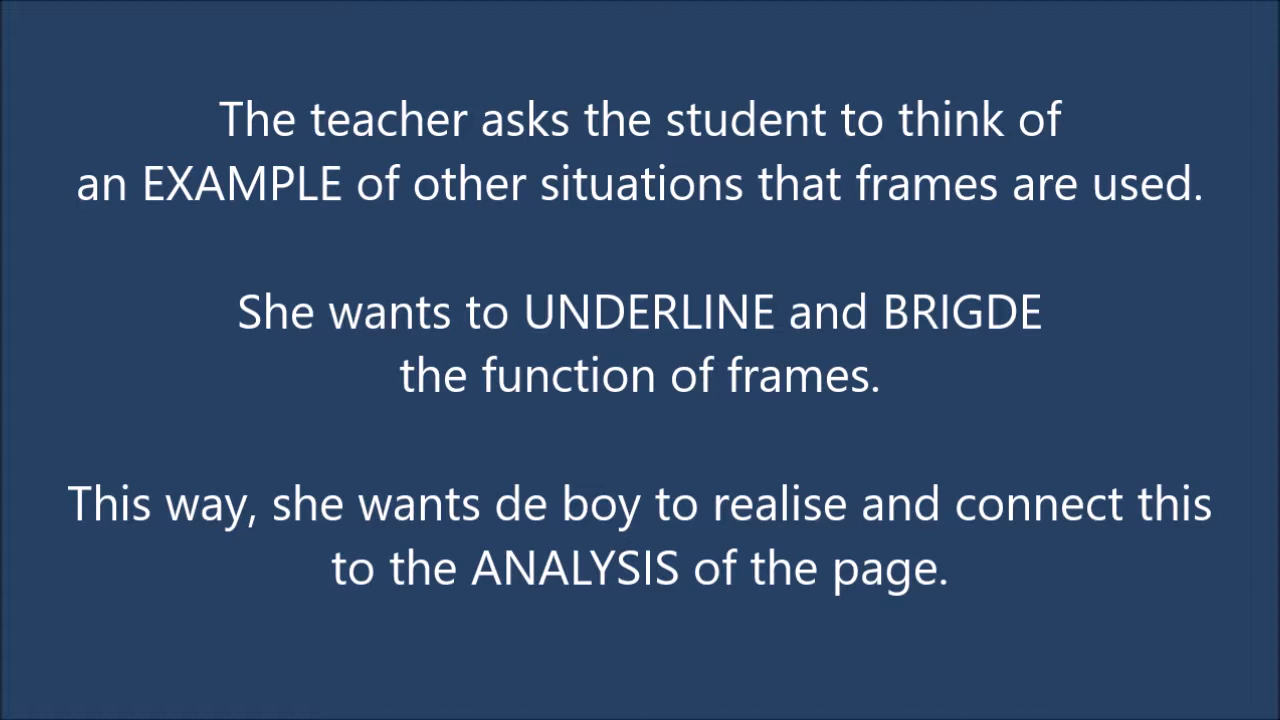 The teacher asks the student to think of
an EXAMPLE of other situations that frames are used.
She wants to UNDERLINE and BRIGDE
the function of frames.
This way, she wants de boy to realise and connect this
to the ANALYSIS of the page.